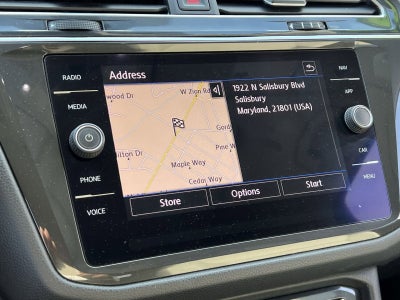 RADIO
MEDIA
PHONE
VOICE
Address
W Zion Rd
wood Dr
Gord
Pine W
Milton Dr
Maple Way
Cedar Way
1922 N Salisbury Blvd
Salisbury
Maryland, 21801 (USA)
Store
Options
Start
NAV
APP
CAR
MENU